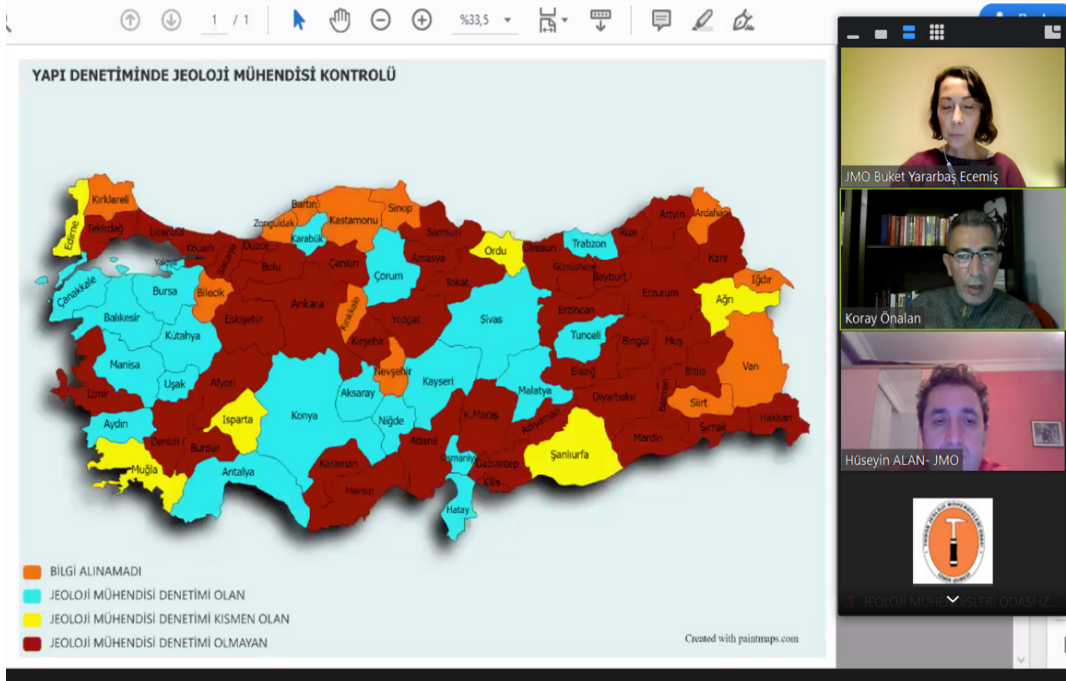 1 / 1
%33,5
YAPI DENETİMİNDE JEOLOJİ MÜHENDİSİ KONTROLÜ
Kırklareli
Edirne
Tekirdağ
İstanbul
Kocaeli
Sakarya
Yalova
Düzce
Bolu
Zonguldak
Bartın
Karabük
Kastamonu
Sinop
Çankırı
Samsun
Amasya
Çorum
Tokat
Ordu
Giresun
Trabzon
Gümüşhane
Bayburt
Rize
Artvin
Ardahan
Kars
Iğdır
Ağrı
Erzurum
Erzincan
Çanakkale
Bursa
Bilecik
Balıkesir
Kütahya
Eskişehir
Ankara
Kırıkkale
Kırşehir
Yozgat
Sivas
Tunceli
Bingöl
Muş
Bitlis
Van
Manisa
Uşak
Afyon
İzmir
Aydın
Denizli
Burdur
Isparta
Konya
Aksaray
Nevşehir
Niğde
Kayseri
Malatya
Elazığ
Diyarbakır
Batman
Siirt
Şırnak
Hakkari
Mardin
Şanlıurfa
Adıyaman
K.Maraş
Gaziantep
Kilis
Osmaniye
Hatay
Adana
Mersin
Karaman
Antalya
Muğla
BİLGİ ALINAMADI
JEOLOJİ MÜHENDİSİ DENETİMİ OLAN
JEOLOJİ MÜHENDİSİ DENETİMİ KISMEN OLAN
JEOLOJİ MÜHENDİSİ DENETİMİ OLMAYAN
Created with paintmaps.com
JMO Buket Yararbaş Ecemiş
Koray Önalan
Hüseyin ALAN- JMO
JEOLOJİ MÜHENDİSLERİ ODASI İZ...